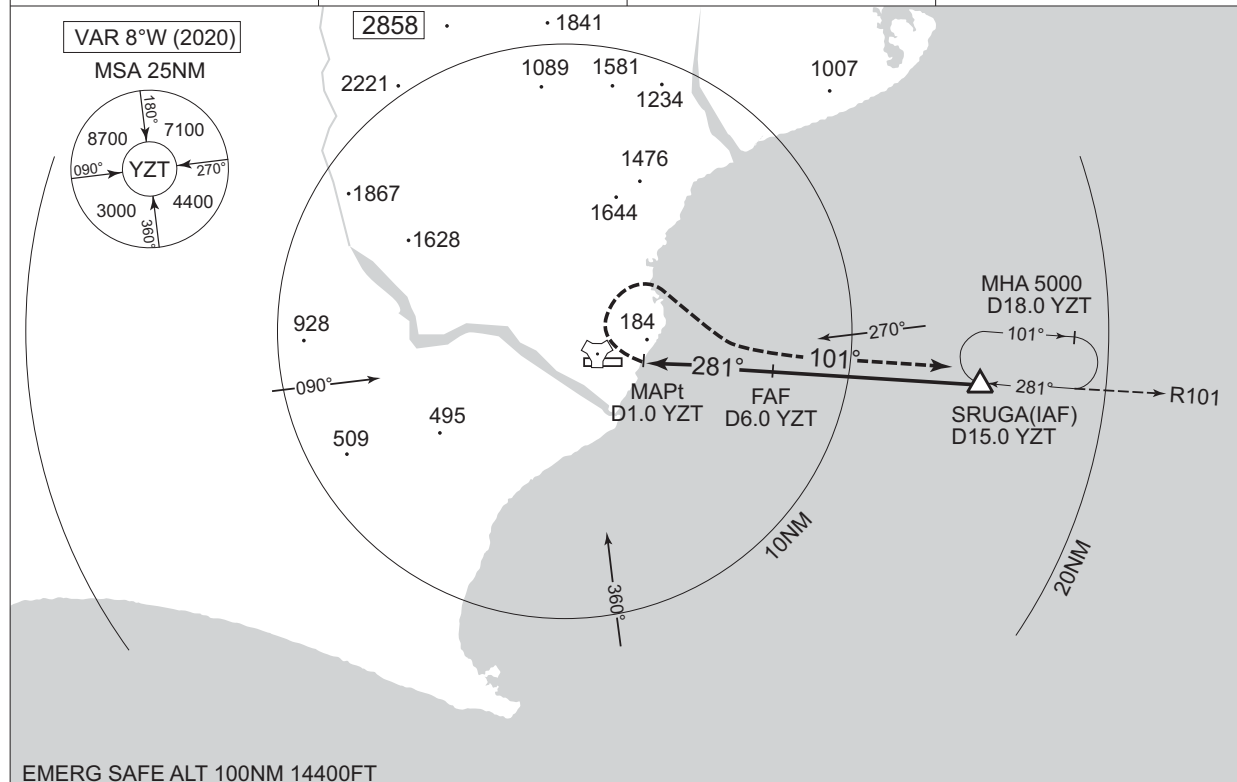 VAR 8°W (2020)
MSA 25NM
180°
8700
7100
090°
YZT
270°
3000
4400
360°
2858
1841
2221
1089
1581
1234
1007
1476
1867
1644
1628
MHA 5000
D18.0 YZT
928
184
270°
101°
101°
281°
281°
R101
090°
MAPt
D1.0 YZT
FAF
D6.0 YZT
SRUGA(IAF)
D15.0 YZT
495
509
10NM
20NM
360°
EMERG SAFE ALT 100NM 14400FT